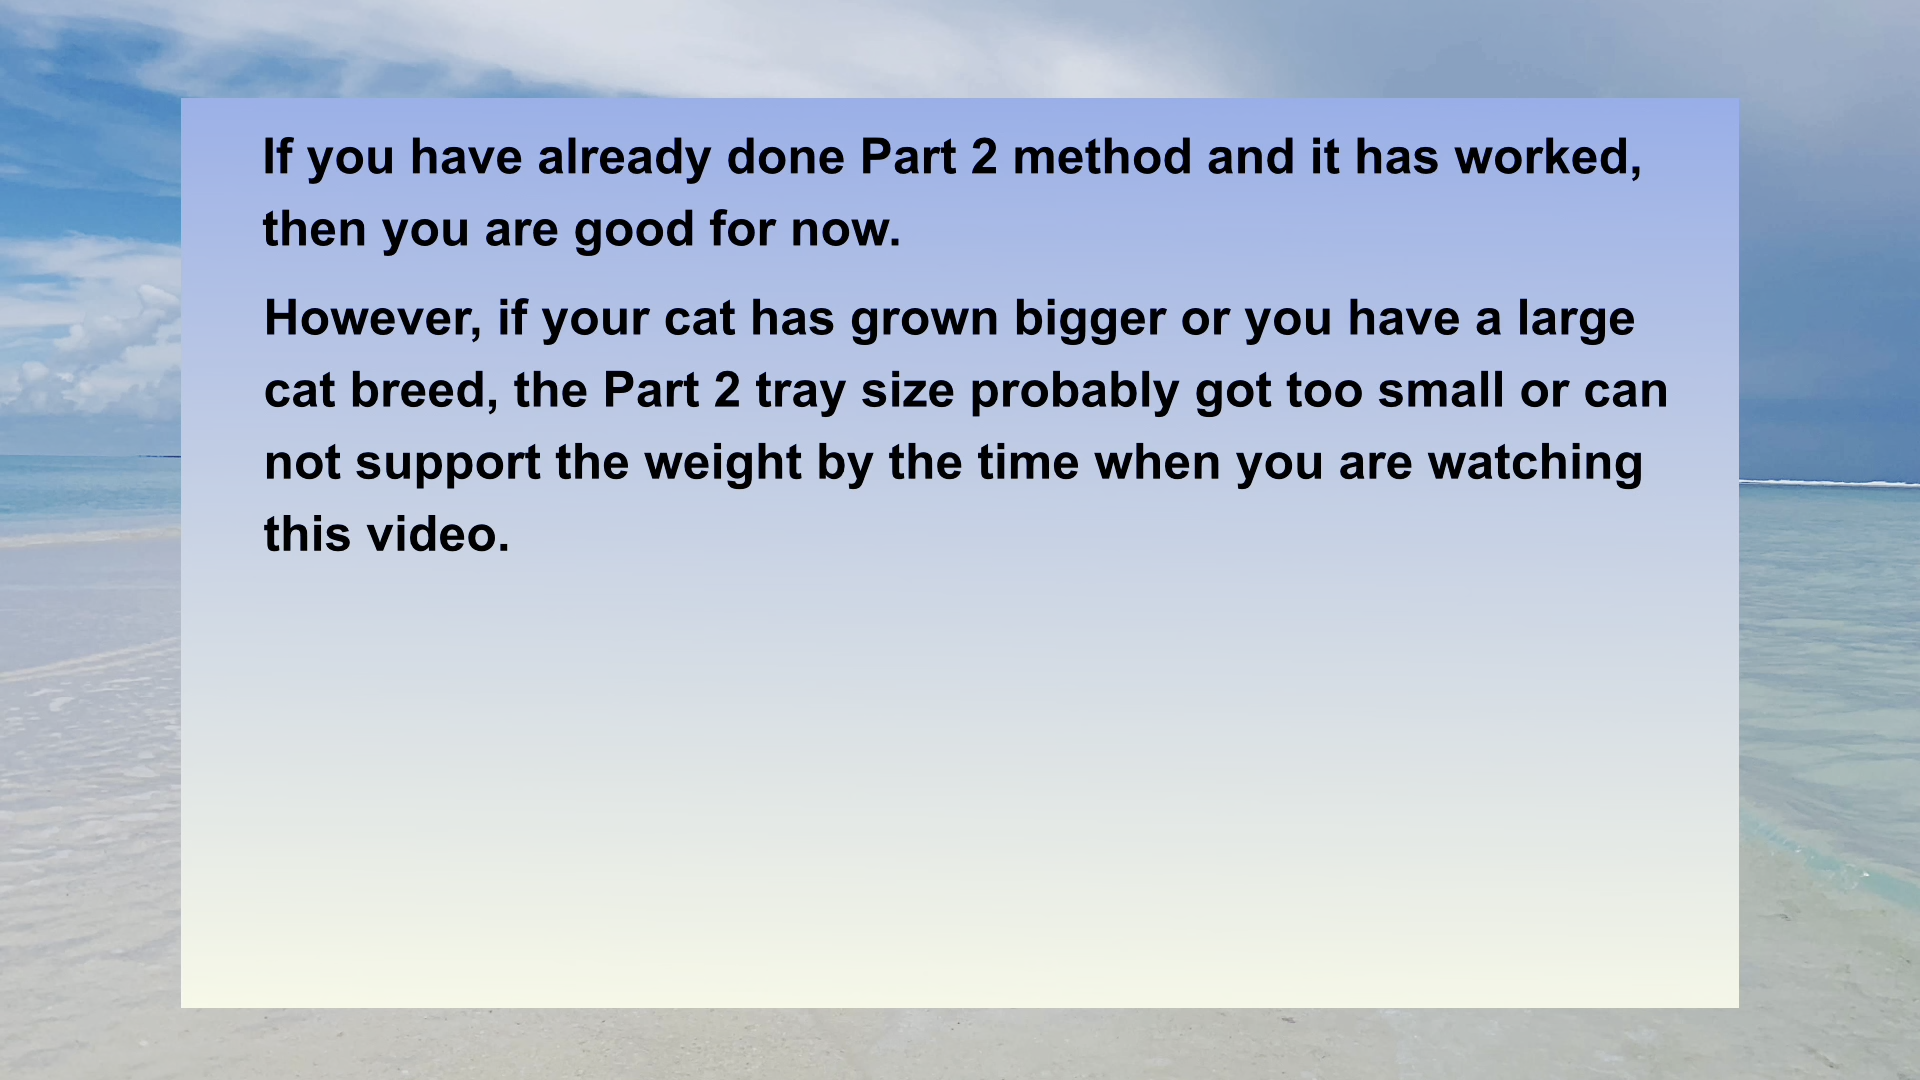 If you have already done Part 2 method and it has worked,
then you are good for now.
However, if your cat has grown bigger or you have a large
cat breed, the Part 2 tray size probably got too small or can
not support the weight by the time when you are watching
this video.